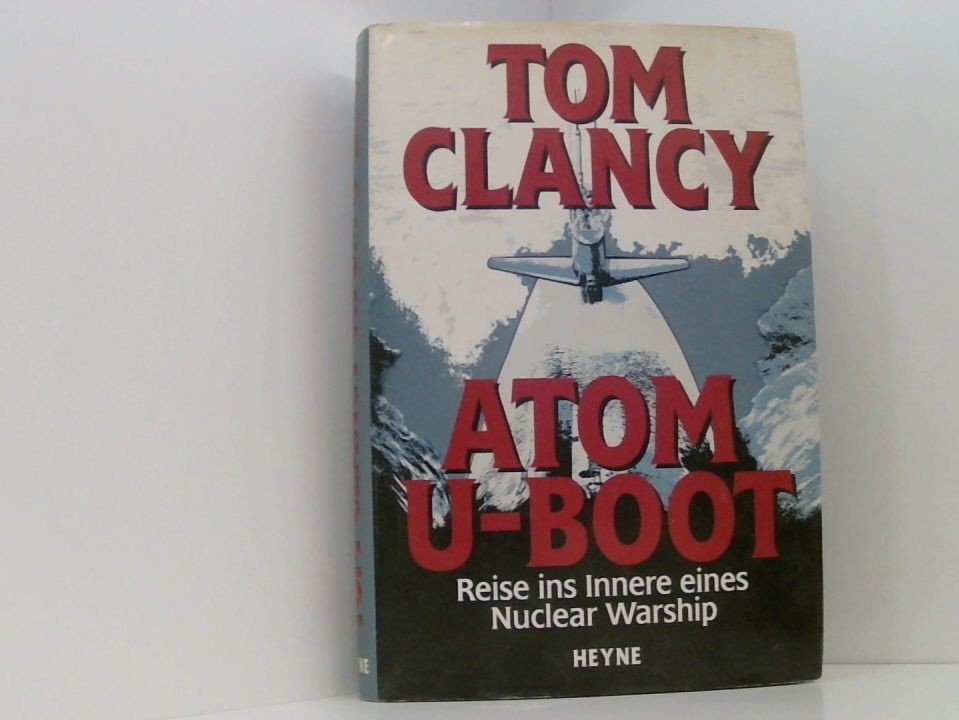 TOM
CLANCY
ATOM
U-BOOT
Reise ins Innere eines
Nuclear Warship
HEYNE